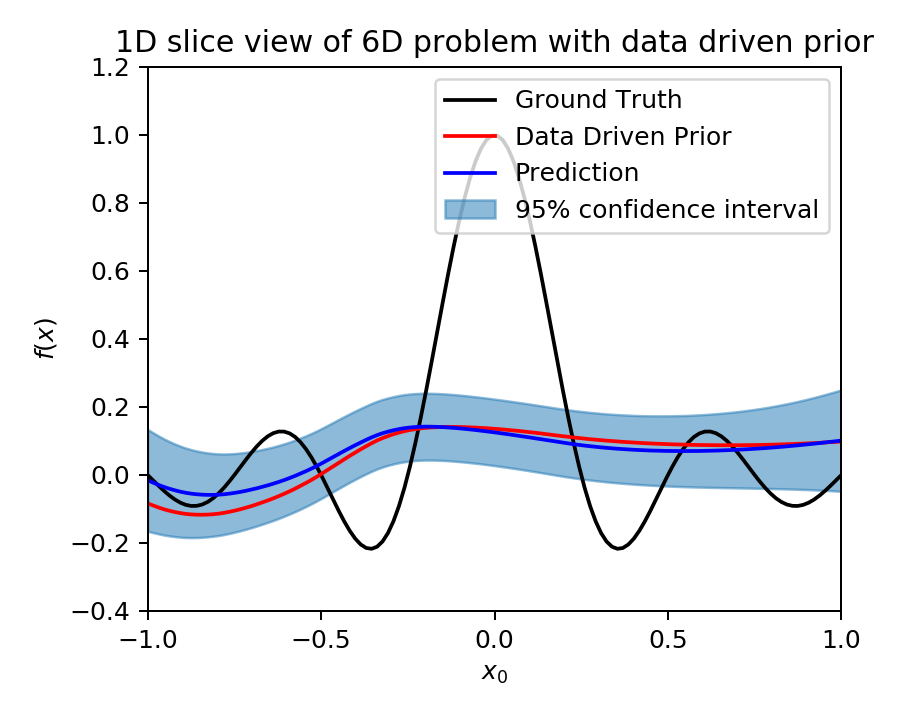 1D slice view of 6D problem with data driven prior
1.2
1.0
0.8
0.6
0.4
0.2
0.0
−0.2
−0.4
f(x)
Ground Truth
Data Driven Prior
Prediction
95% confidence interval
−1.0 −0.5 0.0 0.5 1.0
x₀